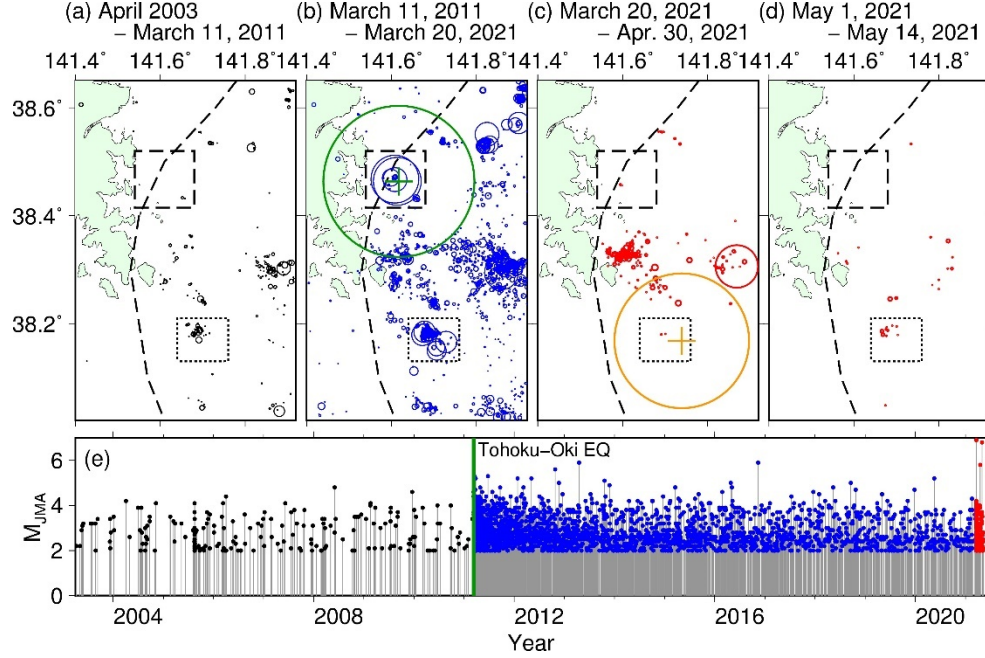 (a) April 2003
– March 11, 2011
(b) March 11, 2011
– March 20, 2021
(c) March 20, 2021
– Apr. 30, 2021
(d) May 1, 2021
– May 14, 2021
141.4˚ 141.6˚ 141.8˚ 141.4˚ 141.6˚ 141.8˚ 141.4˚ 141.6˚ 141.8˚ 141.4˚ 141.6˚ 141.8˚
38.6˚
38.4˚
38.2˚
(e)
Tohoku–Oki EQ
6
4
2
0
M_JMA
2004 2008 2012 2016 2020
Year